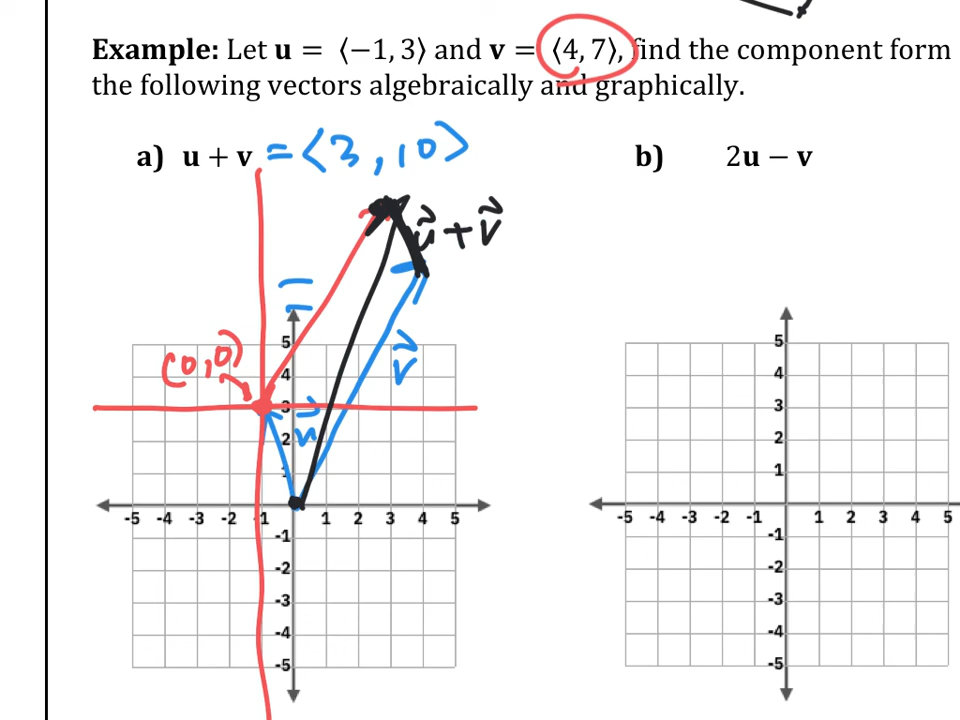 Example: Let u = ⟨−1, 3⟩ and v = ⟨4, 7⟩, find the component form
the following vectors algebraically and graphically.
a) u + v = ⟨3, 10⟩
b) 2u − v
u⃗ + v⃗
(0,0)
v⃗
u⃗
5
4
3
2
1
-5 -4 -3 -2 -1 1 2 3 4 5
-1
-2
-3
-4
-5
5
4
3
2
1
-5 -4 -3 -2 -1 1 2 3 4 5
-1
-2
-3
-4
-5